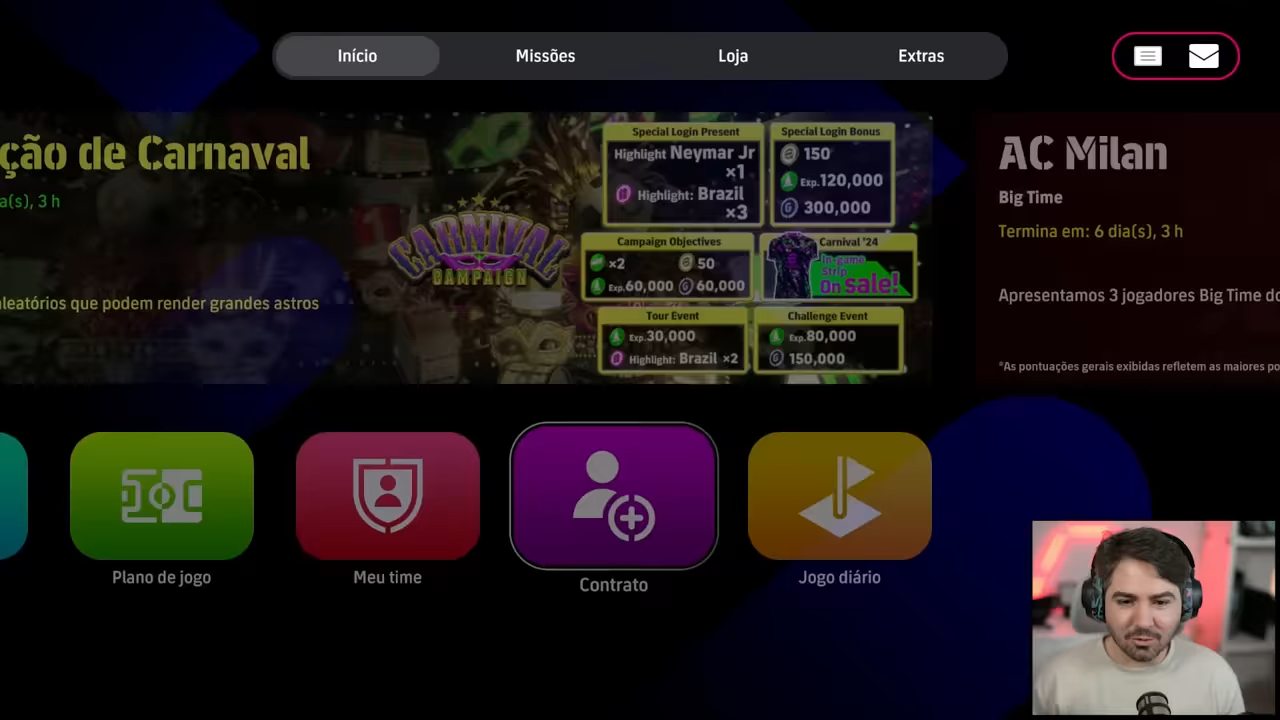 Início
Missões
Loja
Extras
ção de Carnaval
a(s), 3 h
aleatórios que podem render grandes astros
CARNIVAL
CAMPAIGN
Special Login Present
Highlight Neymar Jr
×1
Highlight: Brazil
×3
Special Login Bonus
150
Exp.120,000
300,000
Campaign Objectives
×2
50
Exp.60,000
60,000
Carnival '24
In-game
Strip
On sale!
Tour Event
Exp.30,000
Highlight: Brazil ×2
Challenge Event
Exp.80,000
150,000
AC Milan
Big Time
Termina em: 6 dia(s), 3 h
Apresentamos 3 jogadores Big Time do
*As pontuações gerais exibidas refletem as maiores po
Plano de jogo
Meu time
Contrato
Jogo diário